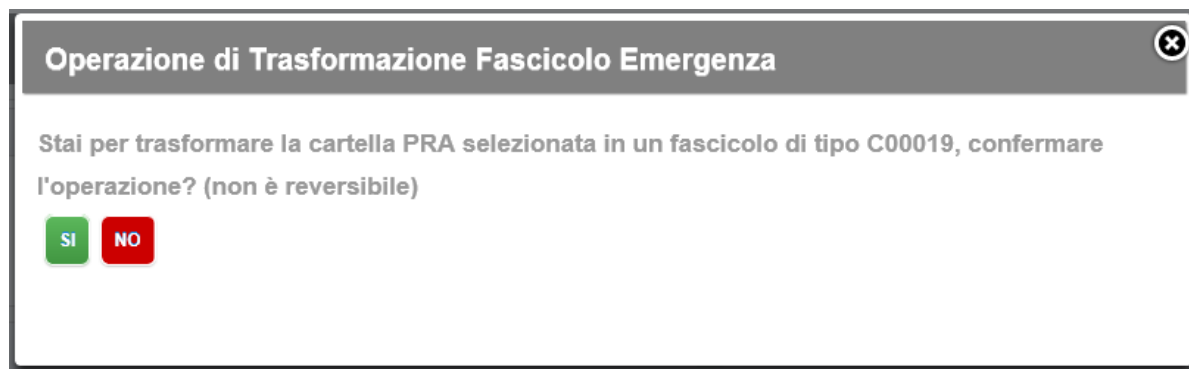 Operazione di Trasformazione Fascicolo Emergenza
Stai per trasformare la cartella PRA selezionata in un fascicolo di tipo C00019, confermare
l'operazione? (non è reversibile)
SI NO